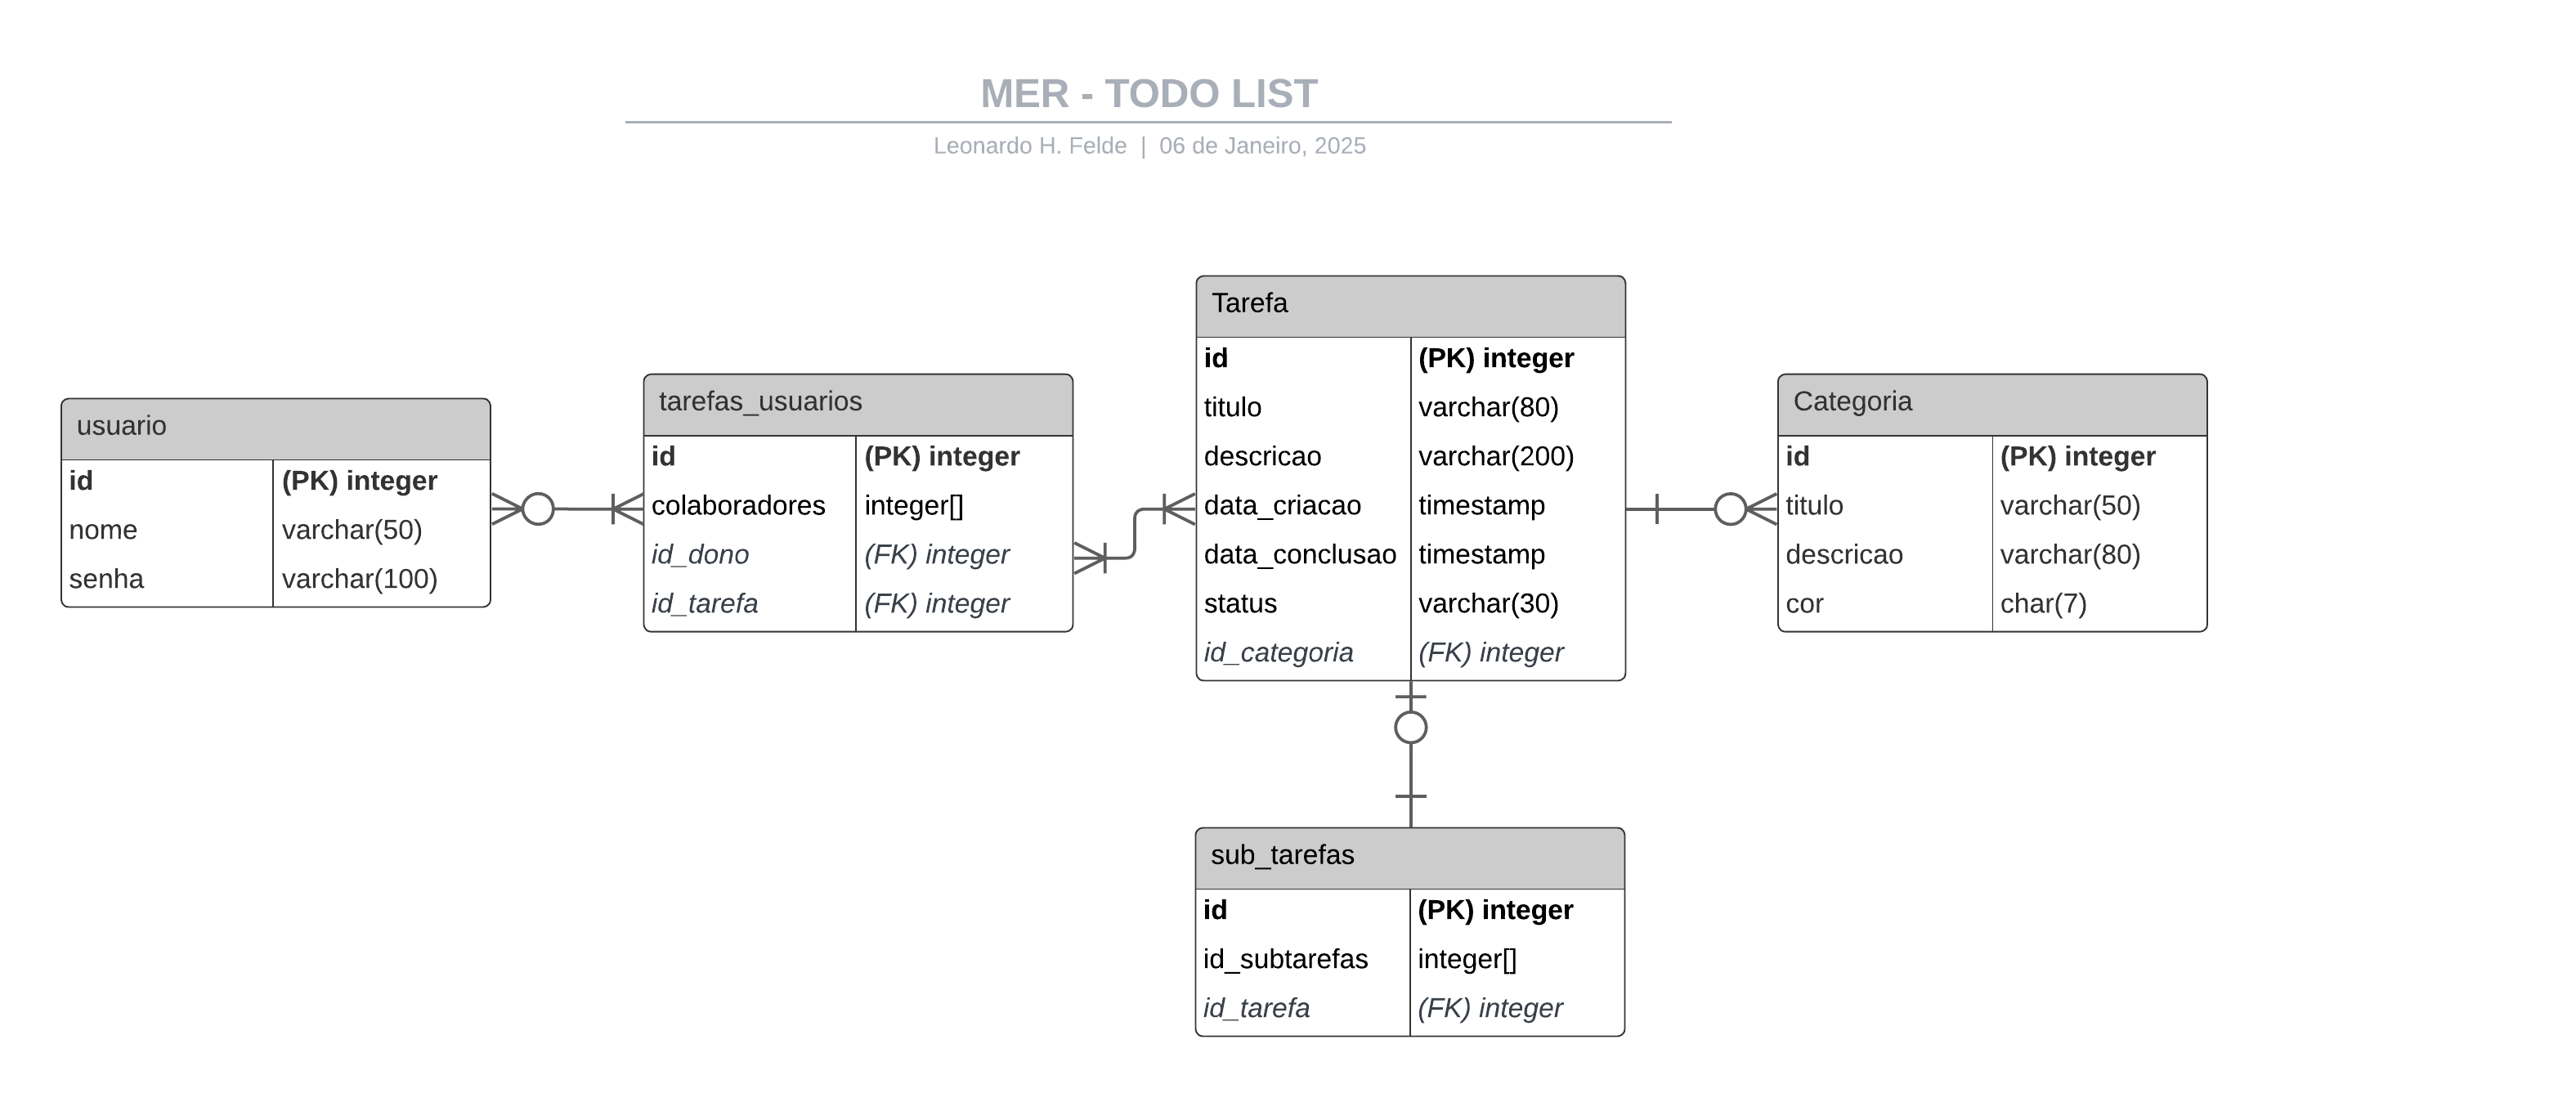 MER - TODO LIST
Leonardo H. Felde | 06 de Janeiro, 2025
usuario
id (PK) integer
nome varchar(50)
senha varchar(100)
tarefas_usuarios
id (PK) integer
colaboradores integer[]
id_dono (FK) integer
id_tarefa (FK) integer
Tarefa
id (PK) integer
titulo varchar(80)
descricao varchar(200)
data_criacao timestamp
data_conclusao timestamp
status varchar(30)
id_categoria (FK) integer
Categoria
id (PK) integer
titulo varchar(50)
descricao varchar(80)
cor char(7)
sub_tarefas
id (PK) integer
id_subtarefas integer[]
id_tarefa (FK) integer